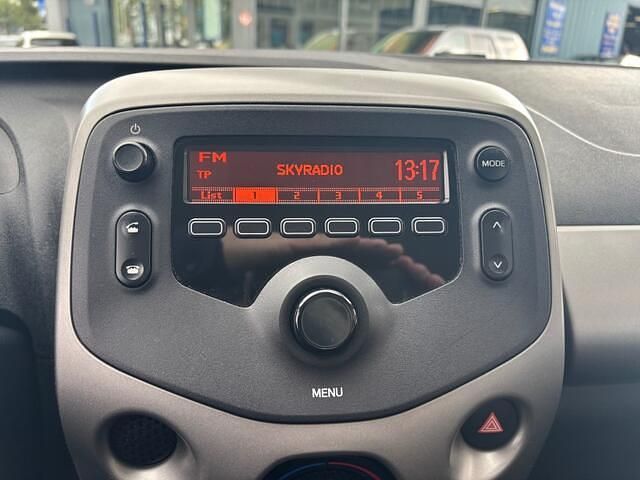 FM
SKYRADIO
13:17
TP
List 1 2 3 4 5
MODE
MENU